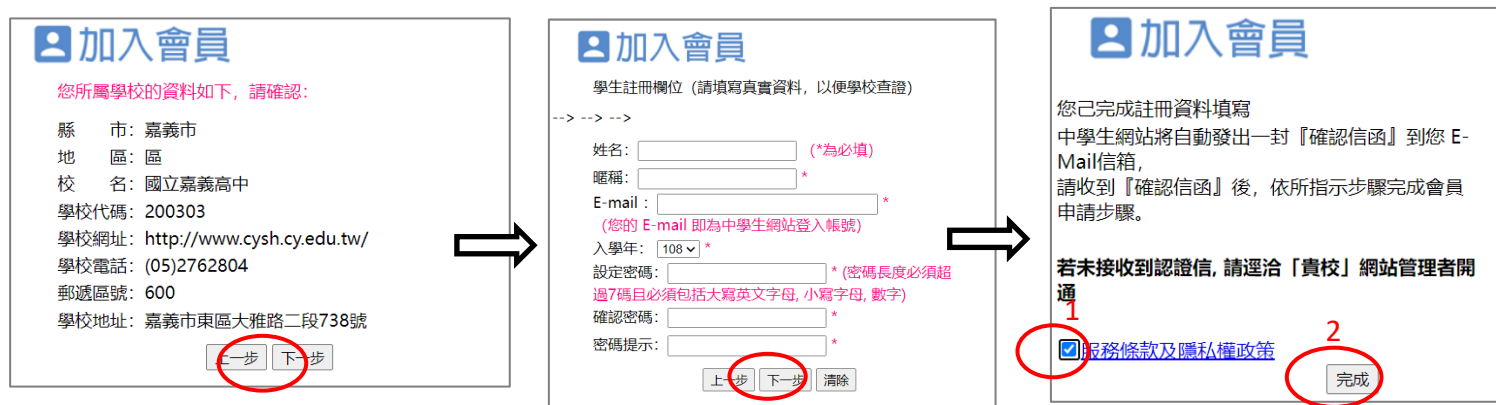 加入會員
您所屬學校的資料如下，請確認：
縣　　市：嘉義市
地　　區：區
校　　名：國立嘉義高中
學校代碼：200303
學校網址：http://www.cysh.cy.edu.tw/
學校電話：(05)2762804
郵遞區號：600
學校地址：嘉義市東區大雅路二段738號
上一步 下一步
加入會員
學生註冊欄位（請填寫真實資料，以便學校查證）
--> --> -->
姓名： (*為必填)
暱稱： *
E-mail： *
（您的 E-mail 即為中學生網站登入帳號）
入學年： 108 *
設定密碼： * (密碼長度必須超
過7碼且必須包括大寫英文字母, 小寫字母, 數字)
確認密碼： *
密碼提示： *
上一步 下一步 清除
加入會員
您己完成註冊資料填寫
中學生網站將自動發出一封『確認信函』到您 E-
Mail信箱，
請收到『確認信函』後，依所指示步驟完成會員
申請步驟。
若未接收到認證信, 請逕洽「貴校」網站管理者開
通
1
服務條款及隱私權政策
2
完成